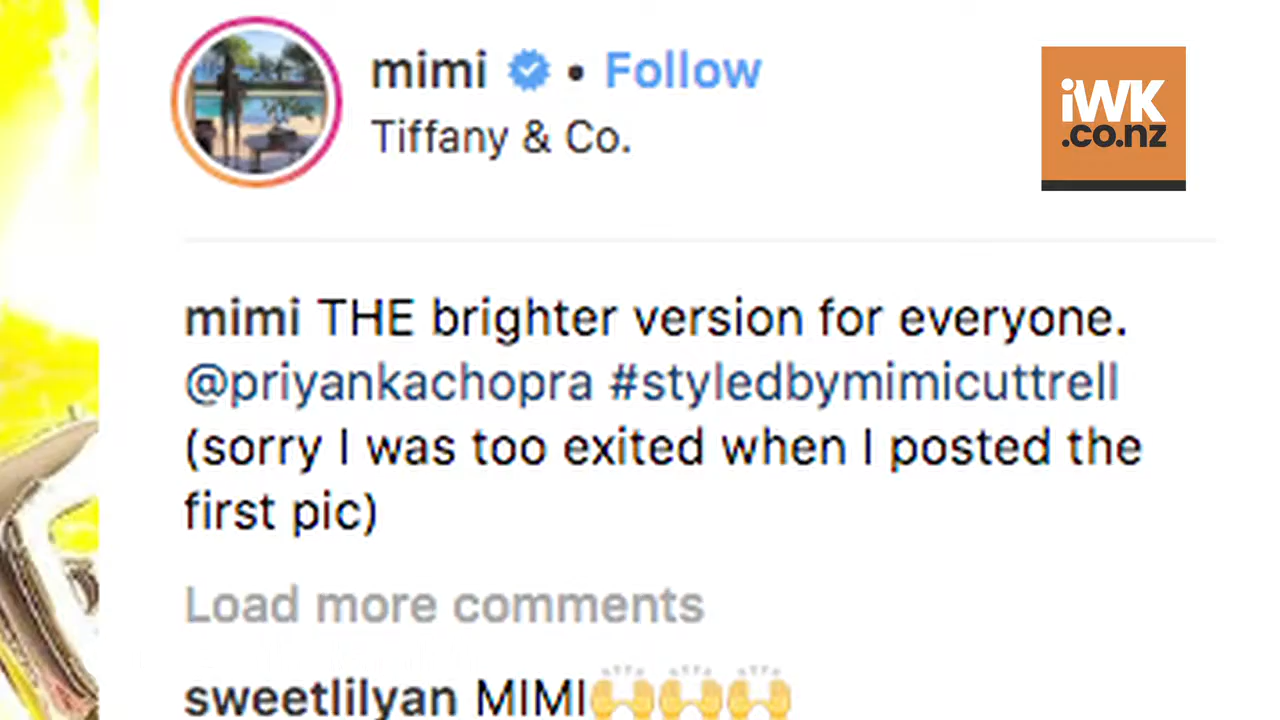 mimi • Follow
Tiffany & Co.
iWK
.co.nz
mimi THE brighter version for everyone.
@priyankachopra #styledbymimicuttrell
(sorry I was too exited when I posted the
first pic)
Load more comments
sweetlilyan MIMI🙌🙌🙌